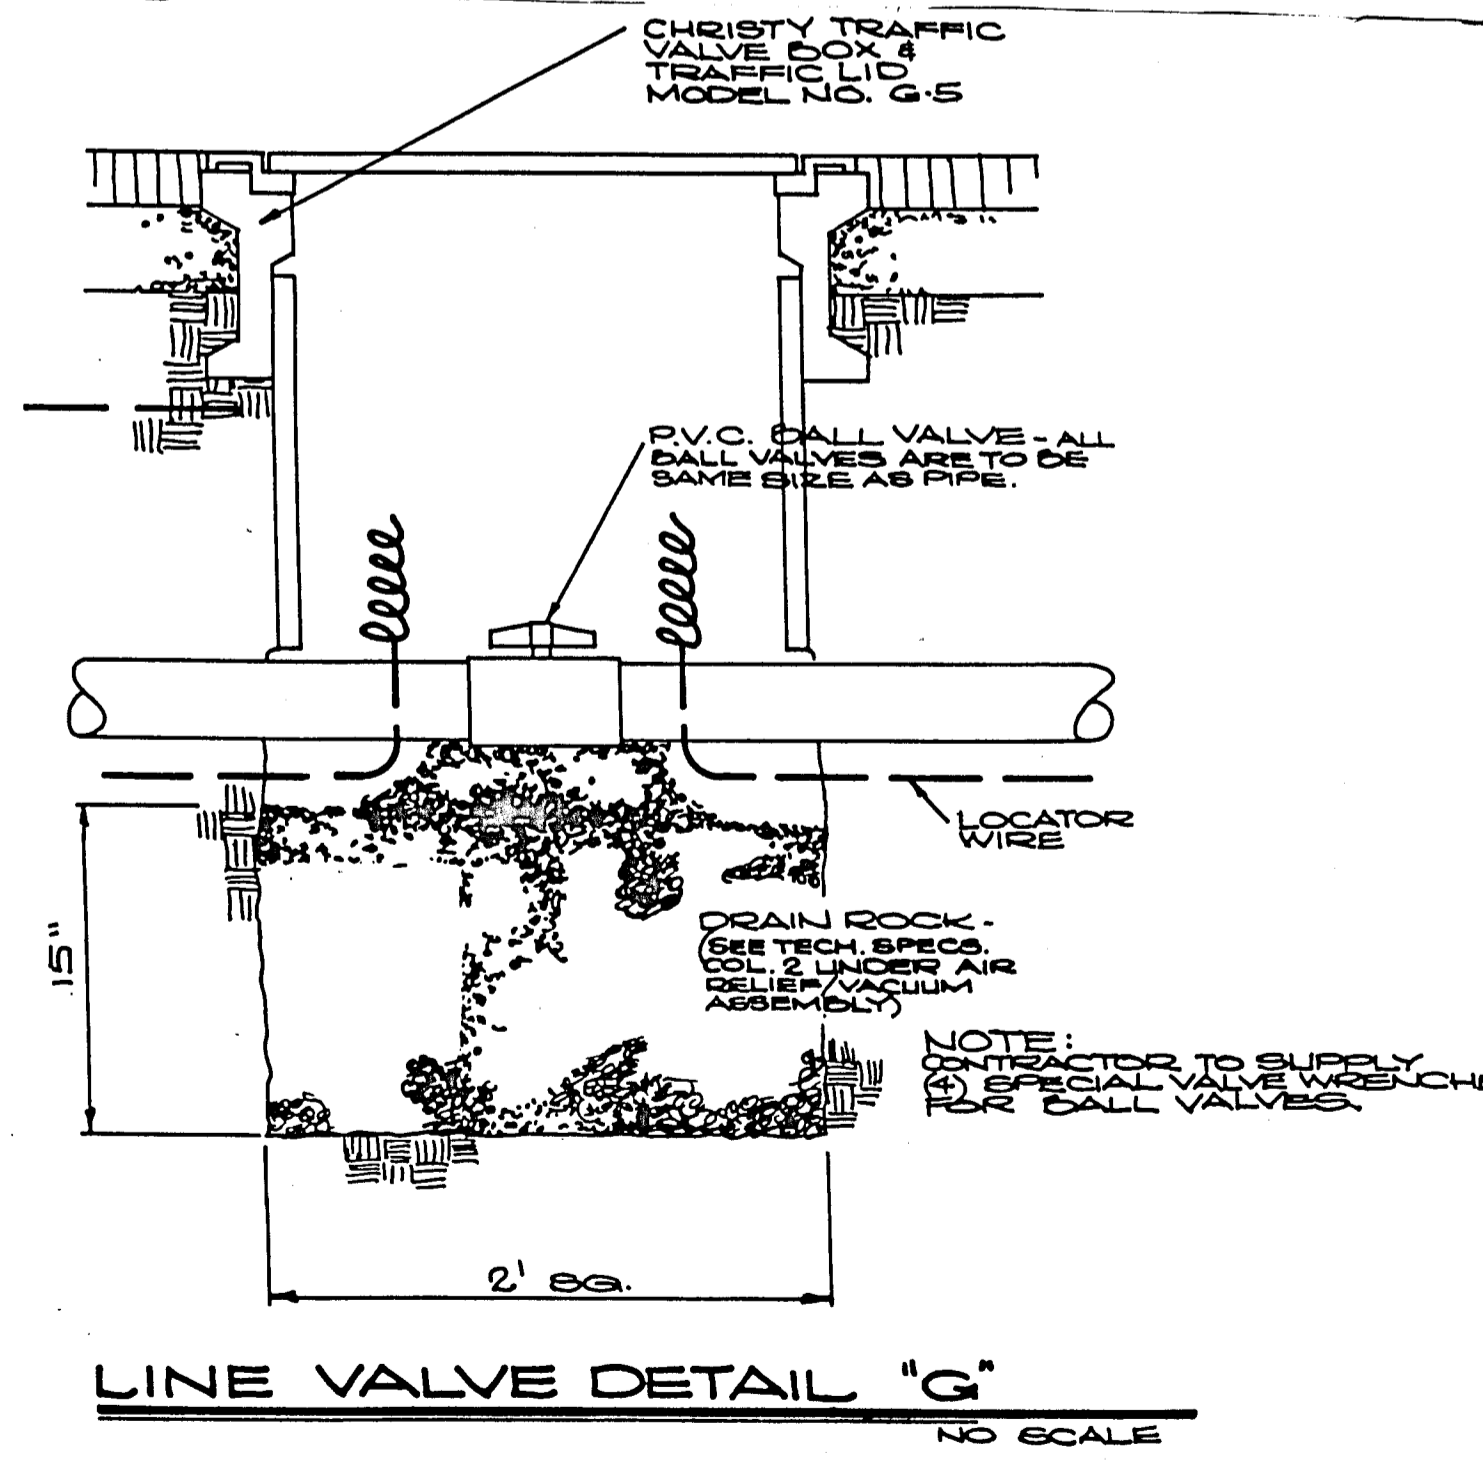 CHRISTY TRAFFIC
VALVE BOX &
TRAFFIC LID
MODEL NO. G-5
P.V.C. BALL VALVE - ALL
BALL VALVES ARE TO BE
SAME SIZE AS PIPE.
LOCATOR
WIRE
15"
DRAIN ROCK -
(SEE TECH. SPECS.
COL. 2 UNDER AIR
RELIEF/VACUUM
ASSEMBLY)
NOTE:
CONTRACTOR TO SUPPLY
(4) SPECIAL VALVE WRENCHE
FOR BALL VALVES.
2' SQ.
LINE VALVE DETAIL "G"
NO SCALE